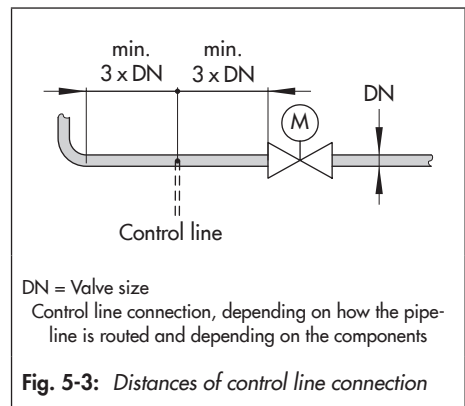 min.
3 x DN
min.
3 x DN
DN
M
Control line
DN = Valve size
Control line connection, depending on how the pipe-
line is routed and depending on the components
Fig. 5-3: Distances of control line connection